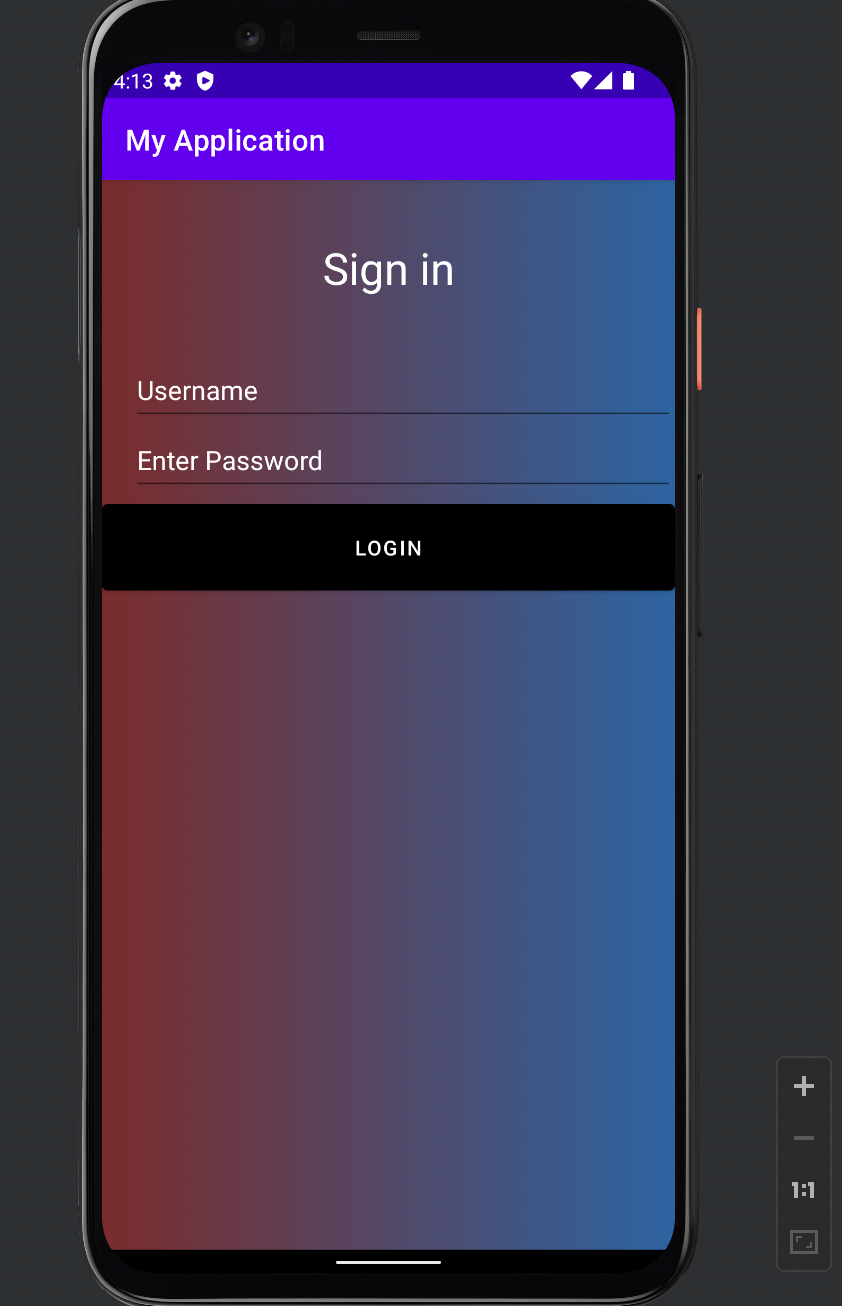 4:13
My Application
Sign in
Username
Enter Password
LOGIN
1:1